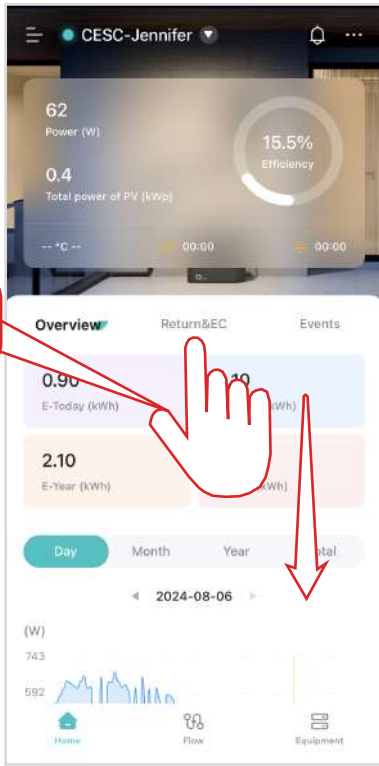 CESC-Jennifer
62
Power (W)
0.4
Total power of PV (kWp)
15.5%
Efficiency
-- °C --
00:00
00:00
Overview
Return&EC
Events
0.90
E-Today (kWh)
10
Wh)
2.10
E-Year (kWh)
kWh)
Day
Month
Year
otal
2024-08-06
(W)
743
592
Home
Flow
Equipment